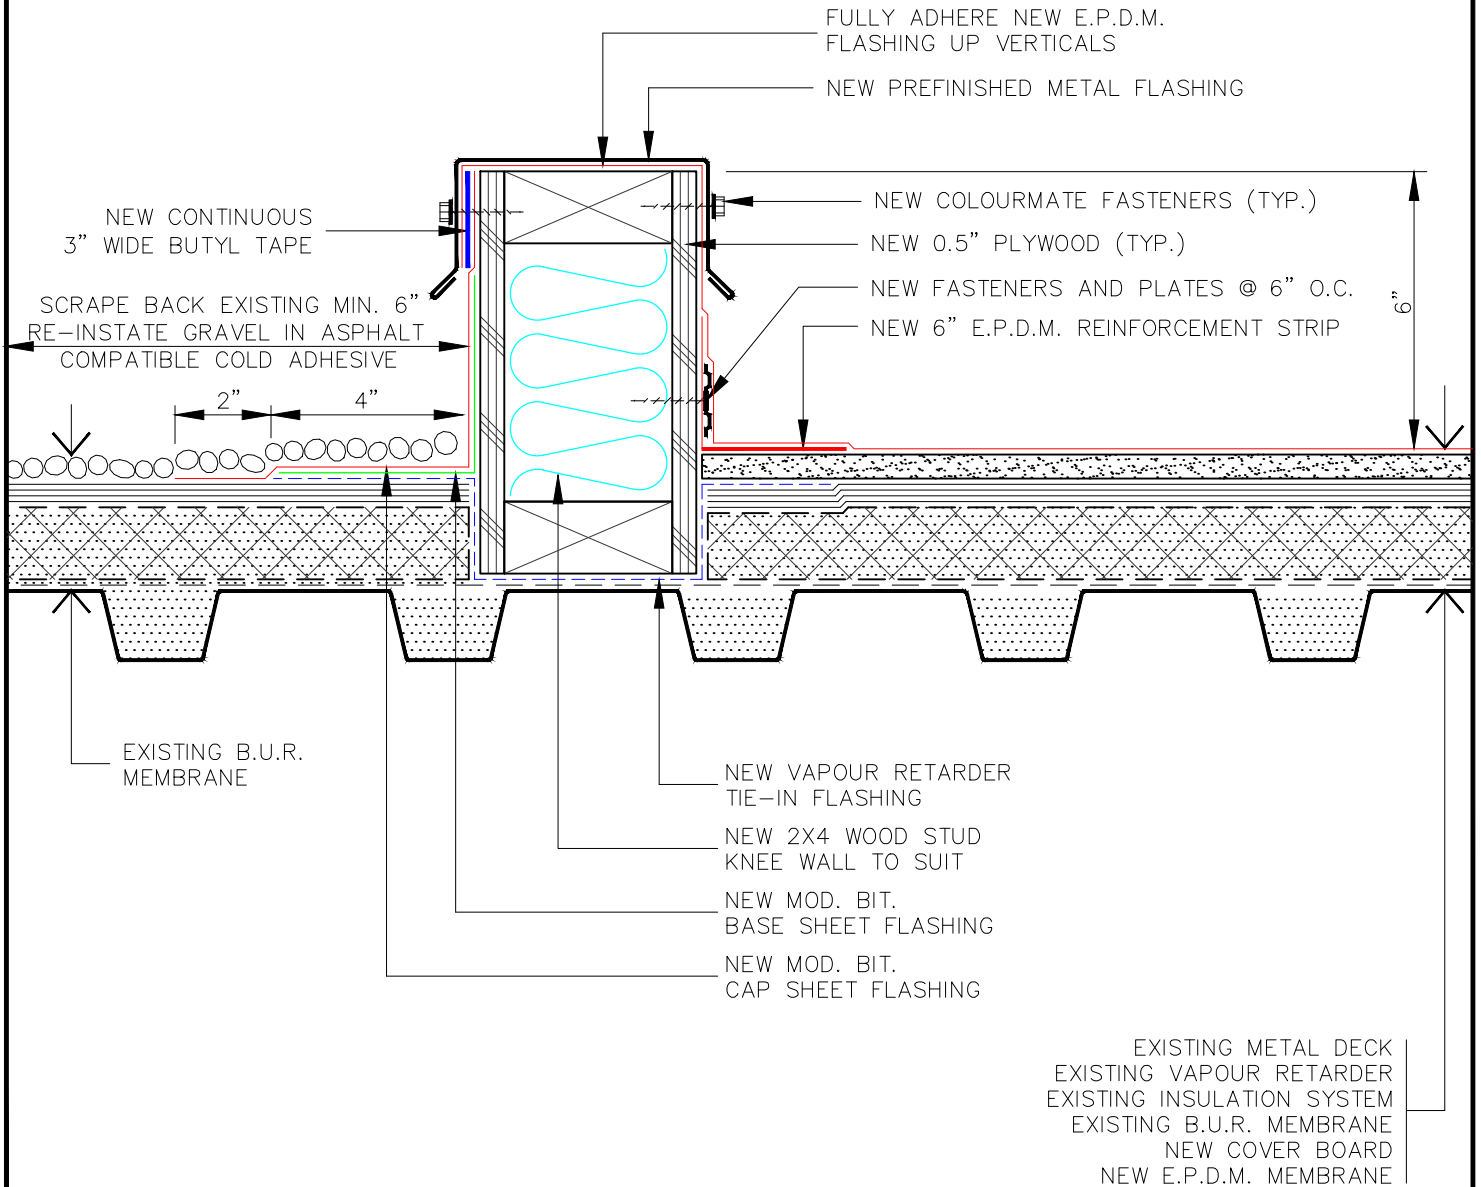 FULLY ADHERE NEW E.P.D.M.
FLASHING UP VERTICALS
NEW PREFINISHED METAL FLASHING
NEW COLOURMATE FASTENERS (TYP.)
NEW CONTINUOUS
3" WIDE BUTYL TAPE
NEW 0.5" PLYWOOD (TYP.)
NEW FASTENERS AND PLATES @ 6" O.C.
NEW 6" E.P.D.M. REINFORCEMENT STRIP
6"
SCRAPE BACK EXISTING MIN. 6"
RE-INSTATE GRAVEL IN ASPHALT
COMPATIBLE COLD ADHESIVE
2"
4"
EXISTING B.U.R.
MEMBRANE
NEW VAPOUR RETARDER
TIE-IN FLASHING
NEW 2X4 WOOD STUD
KNEE WALL TO SUIT
NEW MOD. BIT.
BASE SHEET FLASHING
NEW MOD. BIT.
CAP SHEET FLASHING
EXISTING METAL DECK
EXISTING VAPOUR RETARDER
EXISTING INSULATION SYSTEM
EXISTING B.U.R. MEMBRANE
NEW COVER BOARD
NEW E.P.D.M. MEMBRANE